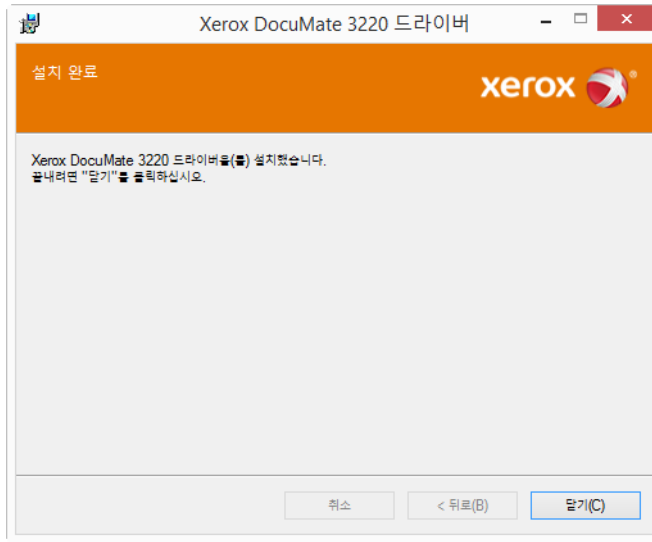 Xerox DocuMate 3220 드라이버
설치 완료
xerox
Xerox DocuMate 3220 드라이버을(를) 설치했습니다.
끝내려면 "닫기"를 클릭하십시오.
취소
< 뒤로(B)
닫기(C)